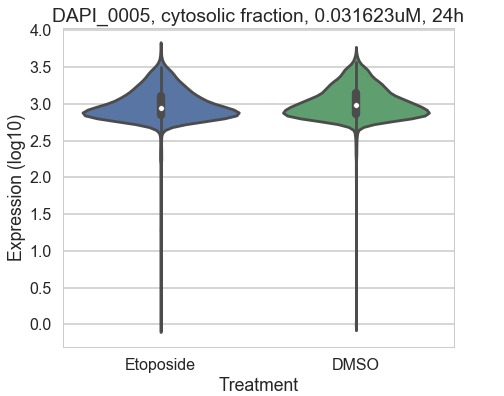 DAPI_0005, cytosolic fraction, 0.031623uM, 24h
4.0
3.5
3.0
2.5
2.0
1.5
1.0
0.5
0.0
Expression (log10)
Etoposide
DMSO
Treatment